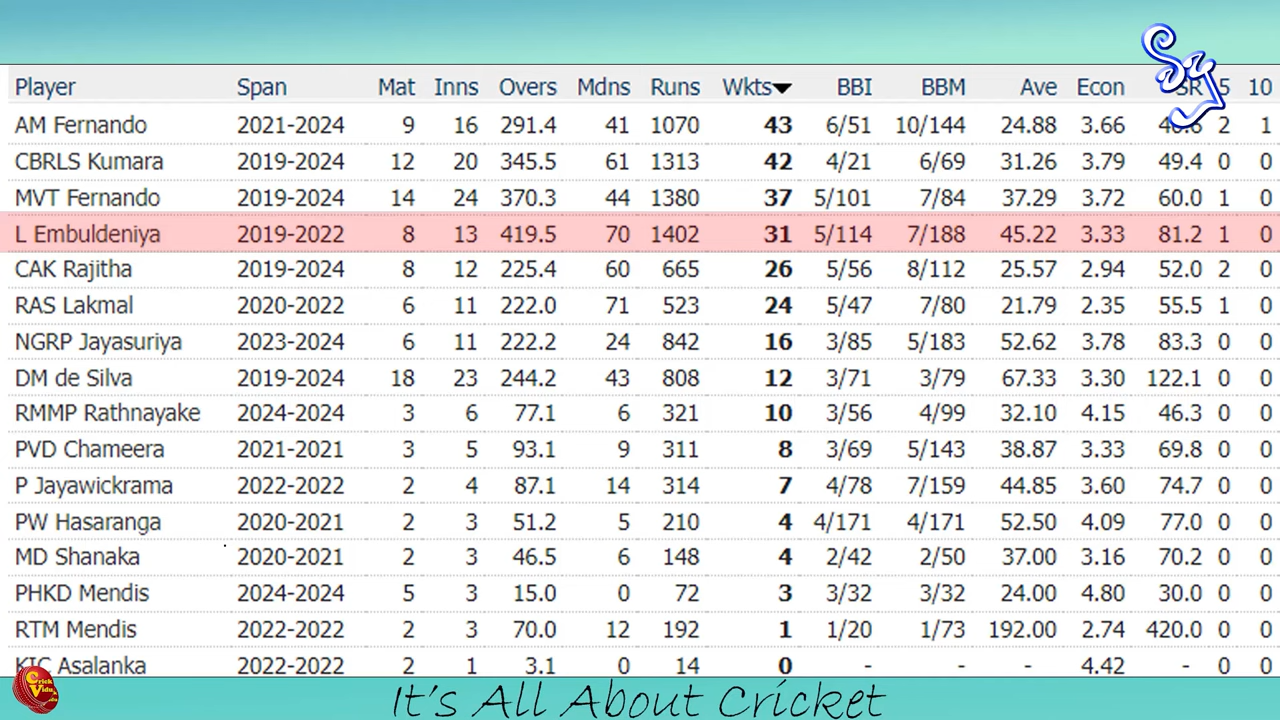 Player Span Mat Inns Overs Mdns Runs Wkts BBI BBM Ave Econ SR 5 10
AM Fernando 2021-2024 9 16 291.4 41 1070 43 6/51 10/144 24.88 3.66 40.6 2 1
CBRLS Kumara 2019-2024 12 20 345.5 61 1313 42 4/21 6/69 31.26 3.79 49.4 0 0
MVT Fernando 2019-2024 14 24 370.3 44 1380 37 5/101 7/84 37.29 3.72 60.0 1 0
L Embuldeniya 2019-2022 8 13 419.5 70 1402 31 5/114 7/188 45.22 3.33 81.2 1 0
CAK Rajitha 2019-2024 8 12 225.4 60 665 26 5/56 8/112 25.57 2.94 52.0 2 0
RAS Lakmal 2020-2022 6 11 222.0 71 523 24 5/47 7/80 21.79 2.35 55.5 1 0
NGRP Jayasuriya 2023-2024 6 11 222.2 24 842 16 3/85 5/183 52.62 3.78 83.3 0 0
DM de Silva 2019-2024 18 23 244.2 43 808 12 3/71 3/79 67.33 3.30 122.1 0 0
RMMP Rathnayake 2024-2024 3 6 77.1 6 321 10 3/56 4/99 32.10 4.15 46.3 0 0
PVD Chameera 2021-2021 3 5 93.1 9 311 8 3/69 5/143 38.87 3.33 69.8 0 0
P Jayawickrama 2022-2022 2 4 87.1 14 314 7 4/78 7/159 44.85 3.60 74.7 0 0
PW Hasaranga 2020-2021 2 3 51.2 5 210 4 4/171 4/171 52.50 4.09 77.0 0 0
MD Shanaka 2020-2021 2 3 46.5 6 148 4 2/42 2/50 37.00 3.16 70.2 0 0
PHKD Mendis 2024-2024 5 3 15.0 0 72 3 3/32 3/32 24.00 4.80 30.0 0 0
RTM Mendis 2022-2022 2 3 70.0 12 192 1 1/20 1/73 192.00 2.74 420.0 0 0
KIC Asalanka 2022-2022 2 1 3.1 0 14 0 - - - 4.42 - 0 0
It's All About Cricket